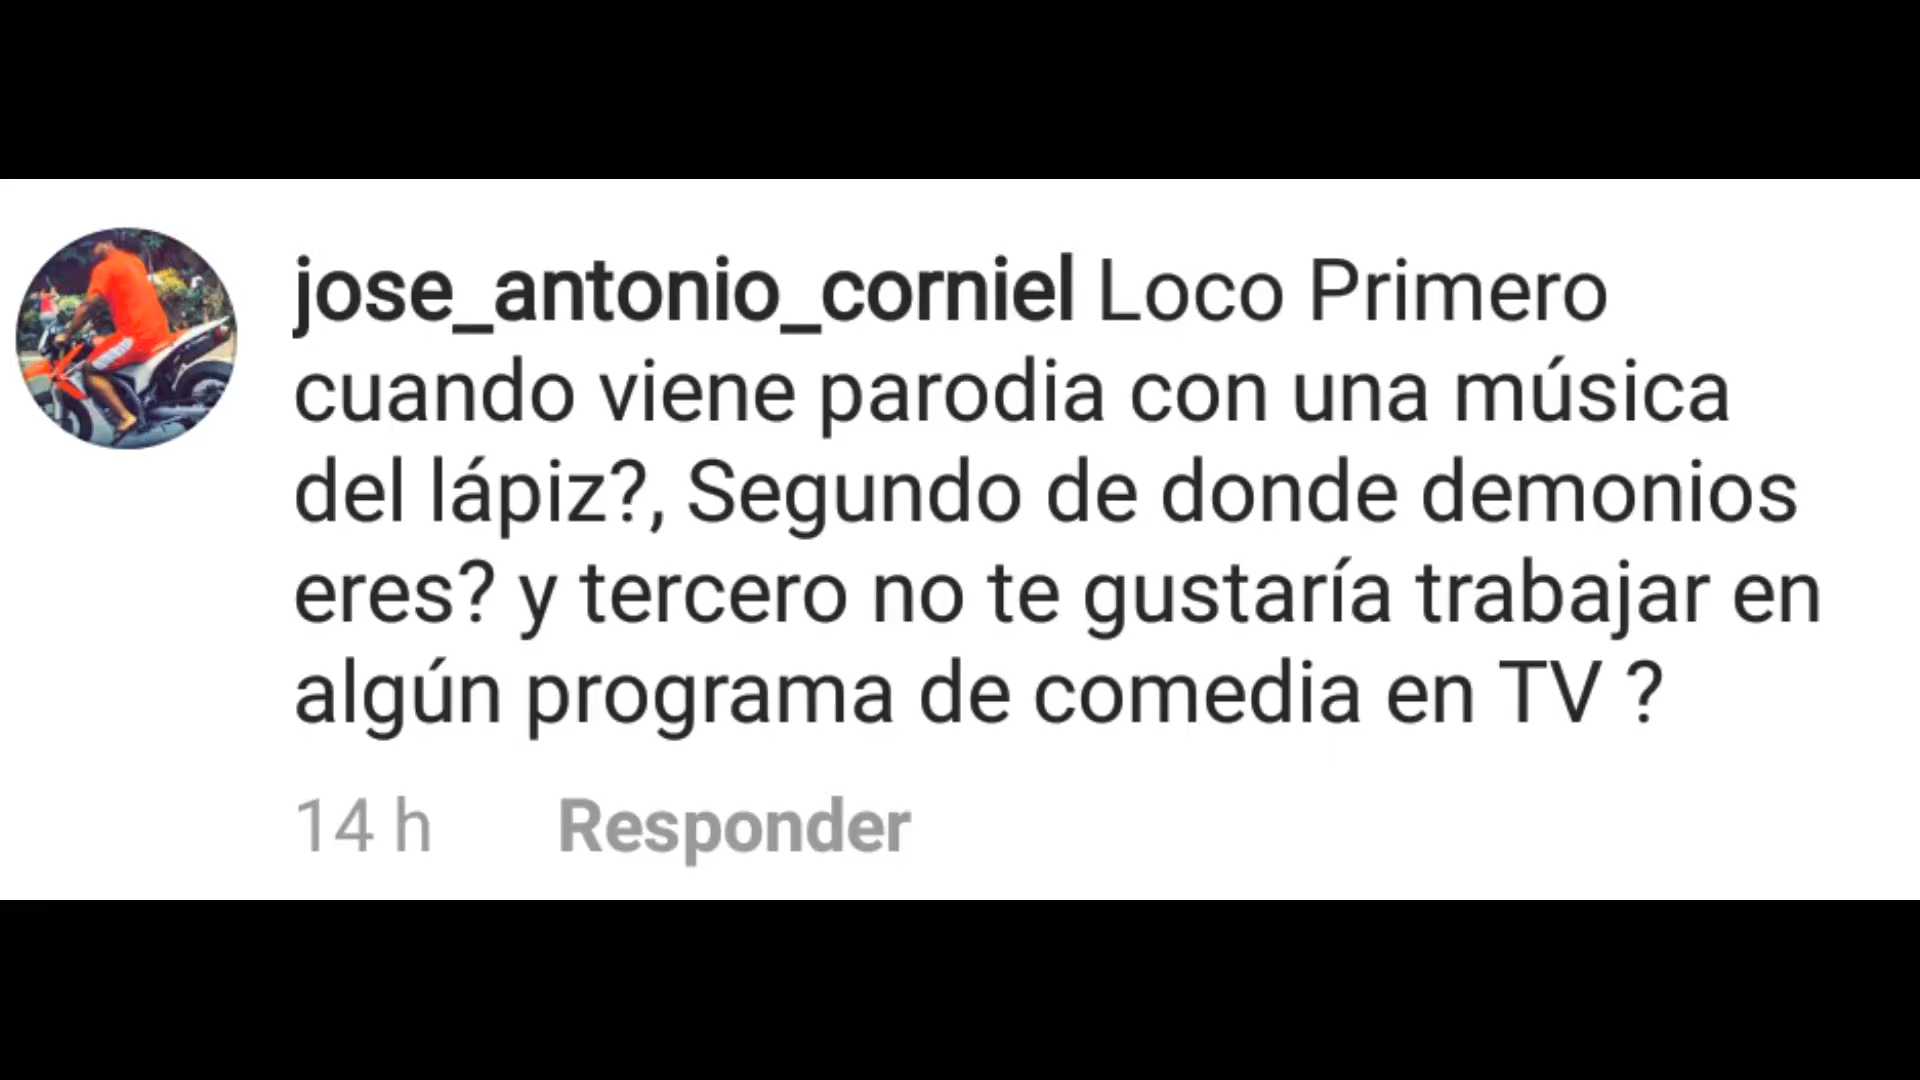 jose_antonio_corniel Loco Primero
cuando viene parodia con una música
del lápiz?, Segundo de donde demonios
eres? y tercero no te gustaría trabajar en
algún programa de comedia en TV ?
14 h Responder